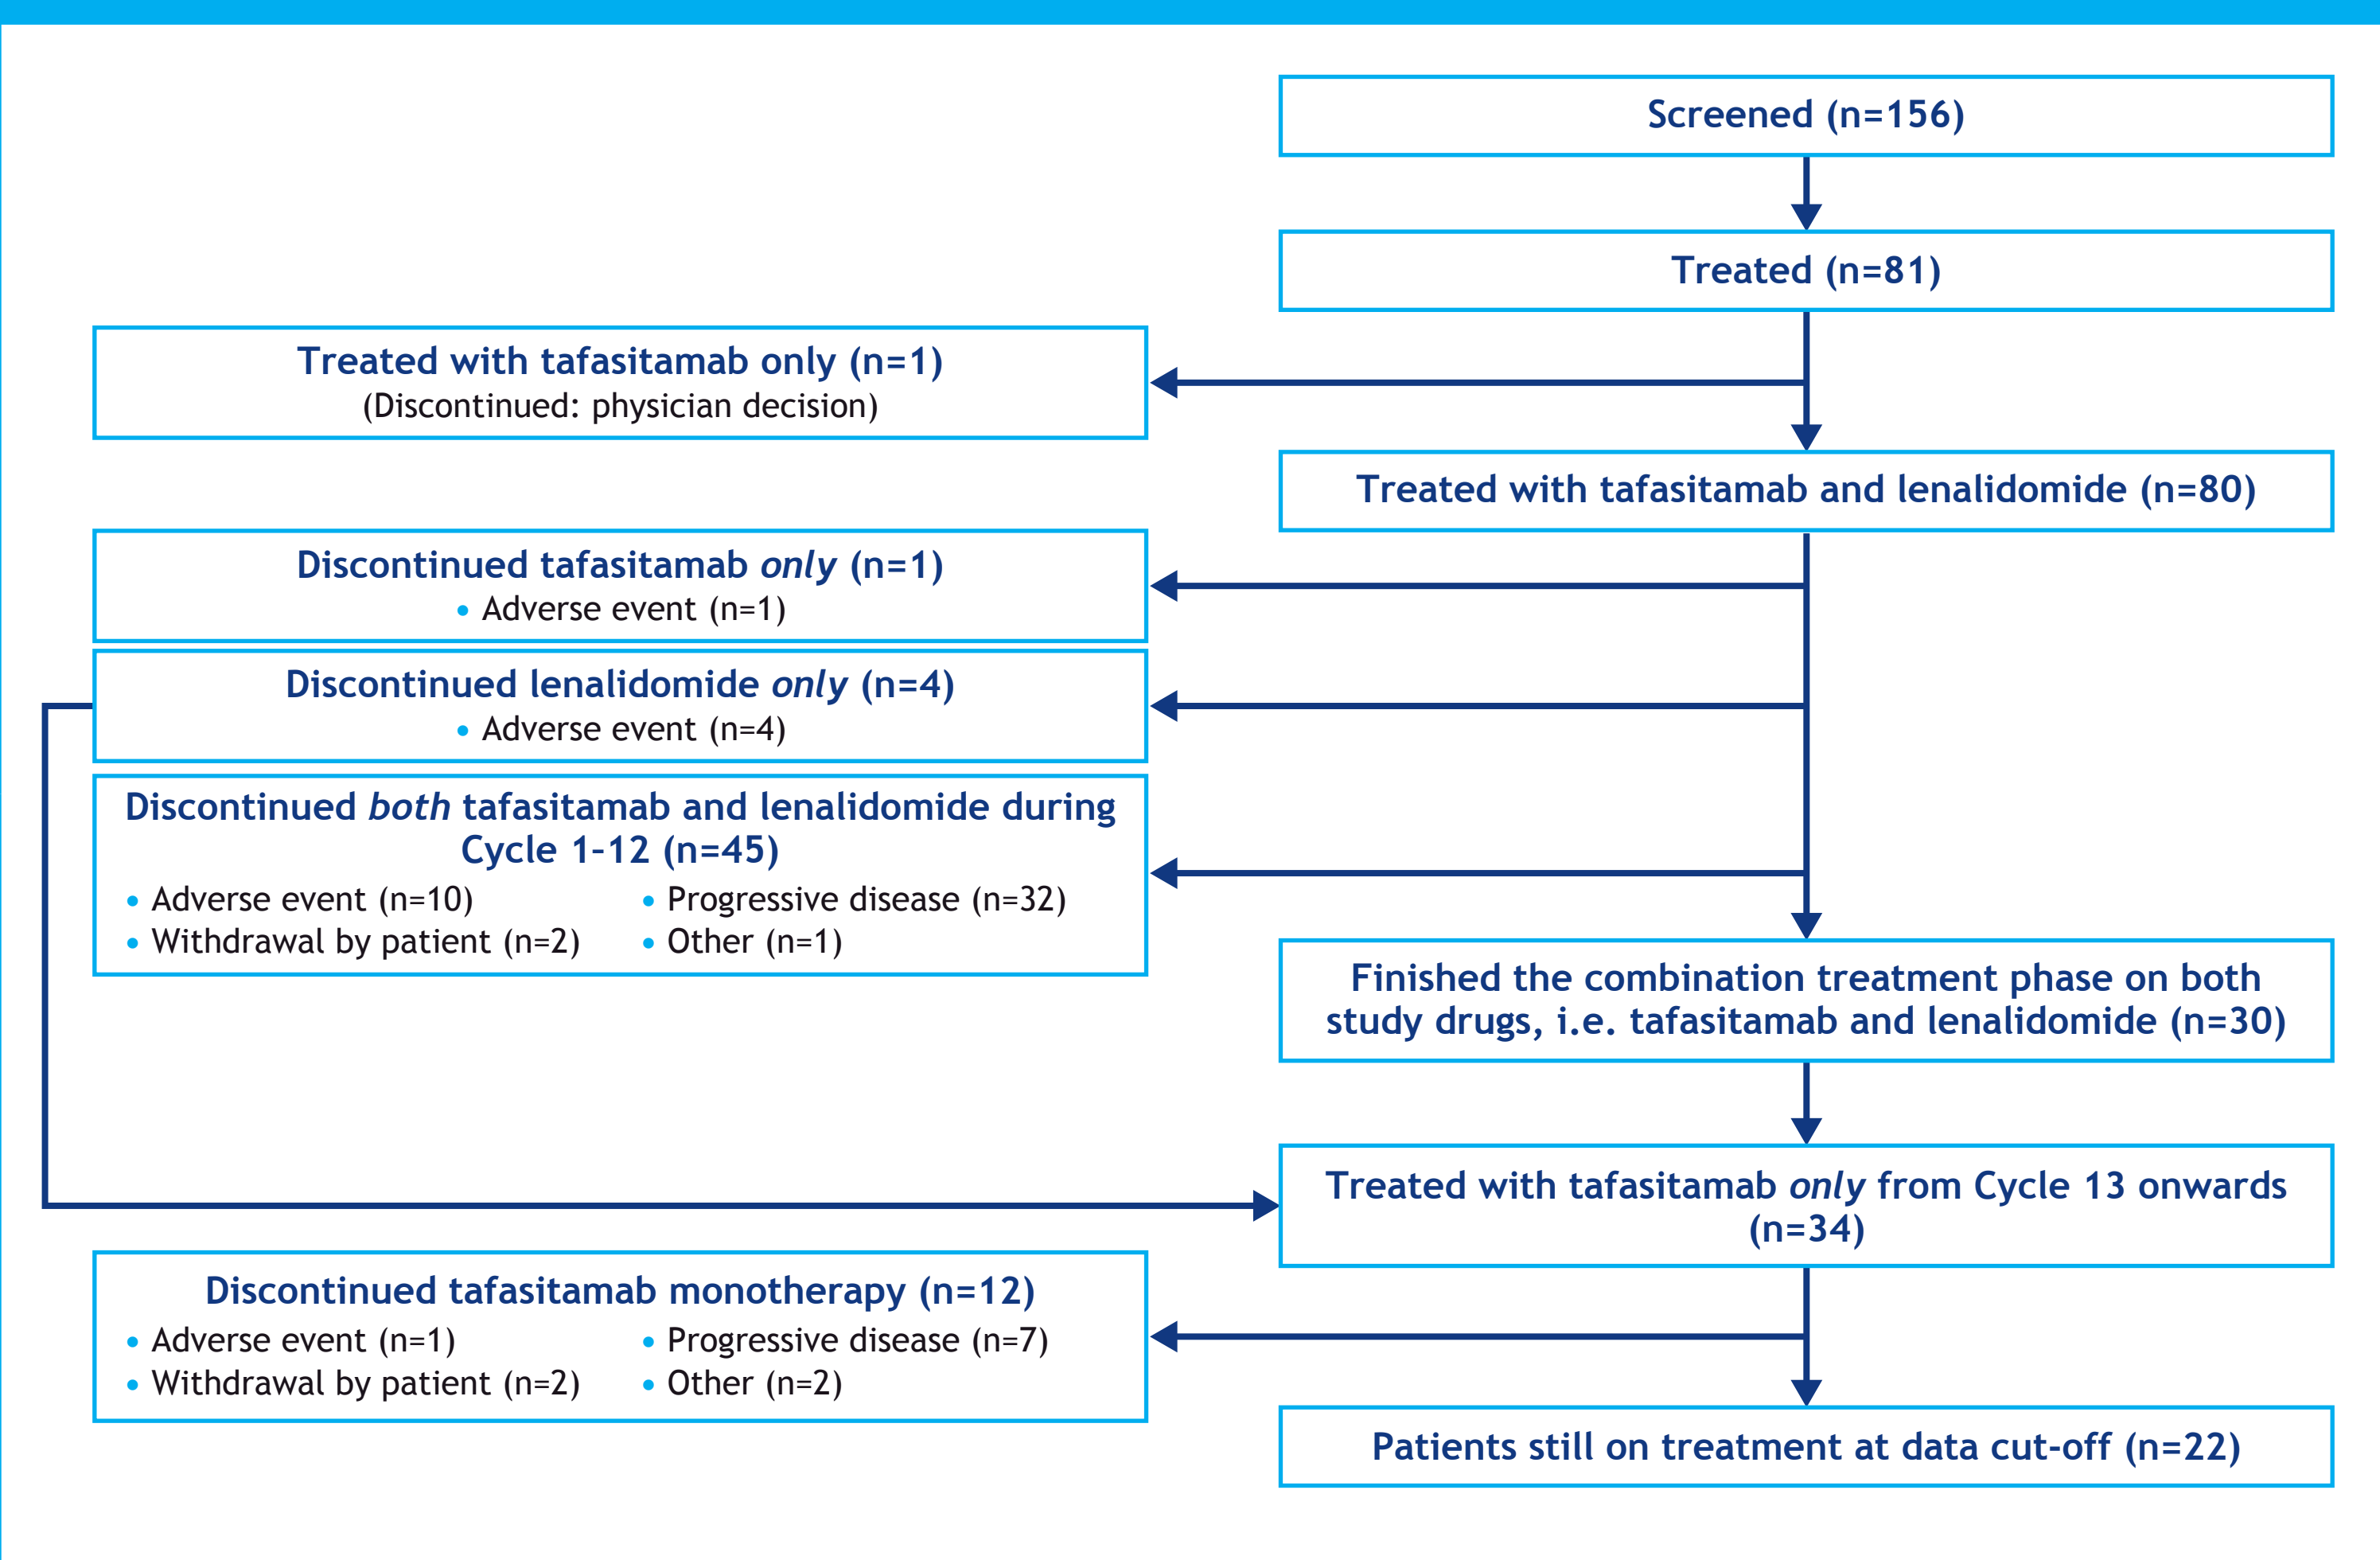 Screened (n=156)
Treated (n=81)
Treated with tafasitamab only (n=1)
(Discontinued: physician decision)
Treated with tafasitamab and lenalidomide (n=80)
Discontinued tafasitamab only (n=1)
• Adverse event (n=1)
Discontinued lenalidomide only (n=4)
• Adverse event (n=4)
Discontinued both tafasitamab and lenalidomide during
Cycle 1–12 (n=45)
• Adverse event (n=10)
• Progressive disease (n=32)
• Withdrawal by patient (n=2)
• Other (n=1)
Finished the combination treatment phase on both
study drugs, i.e. tafasitamab and lenalidomide (n=30)
Treated with tafasitamab only from Cycle 13 onwards
(n=34)
Discontinued tafasitamab monotherapy (n=12)
• Adverse event (n=1)
• Progressive disease (n=7)
• Withdrawal by patient (n=2)
• Other (n=2)
Patients still on treatment at data cut-off (n=22)